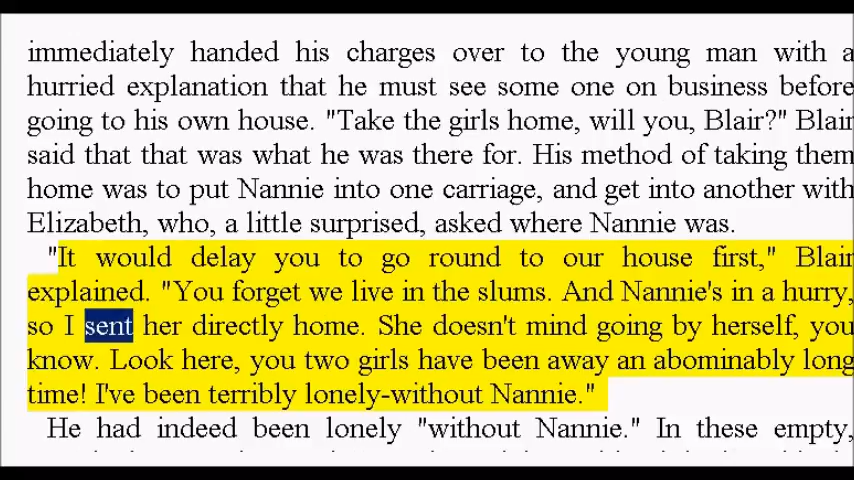 immediately handed his charges over to the young man with a
hurried explanation that he must see some one on business before
going to his own house. "Take the girls home, will you, Blair?" Blair
said that that was what he was there for. His method of taking them
home was to put Nannie into one carriage, and get into another with
Elizabeth, who, a little surprised, asked where Nannie was.
"It would delay you to go round to our house first," Blair
explained. "You forget we live in the slums. And Nannie's in a hurry,
so I sent her directly home. She doesn't mind going by herself, you
know. Look here, you two girls have been away an abominably long
time! I've been terribly lonely-without Nannie."
He had indeed been lonely "without Nannie." In these empty,